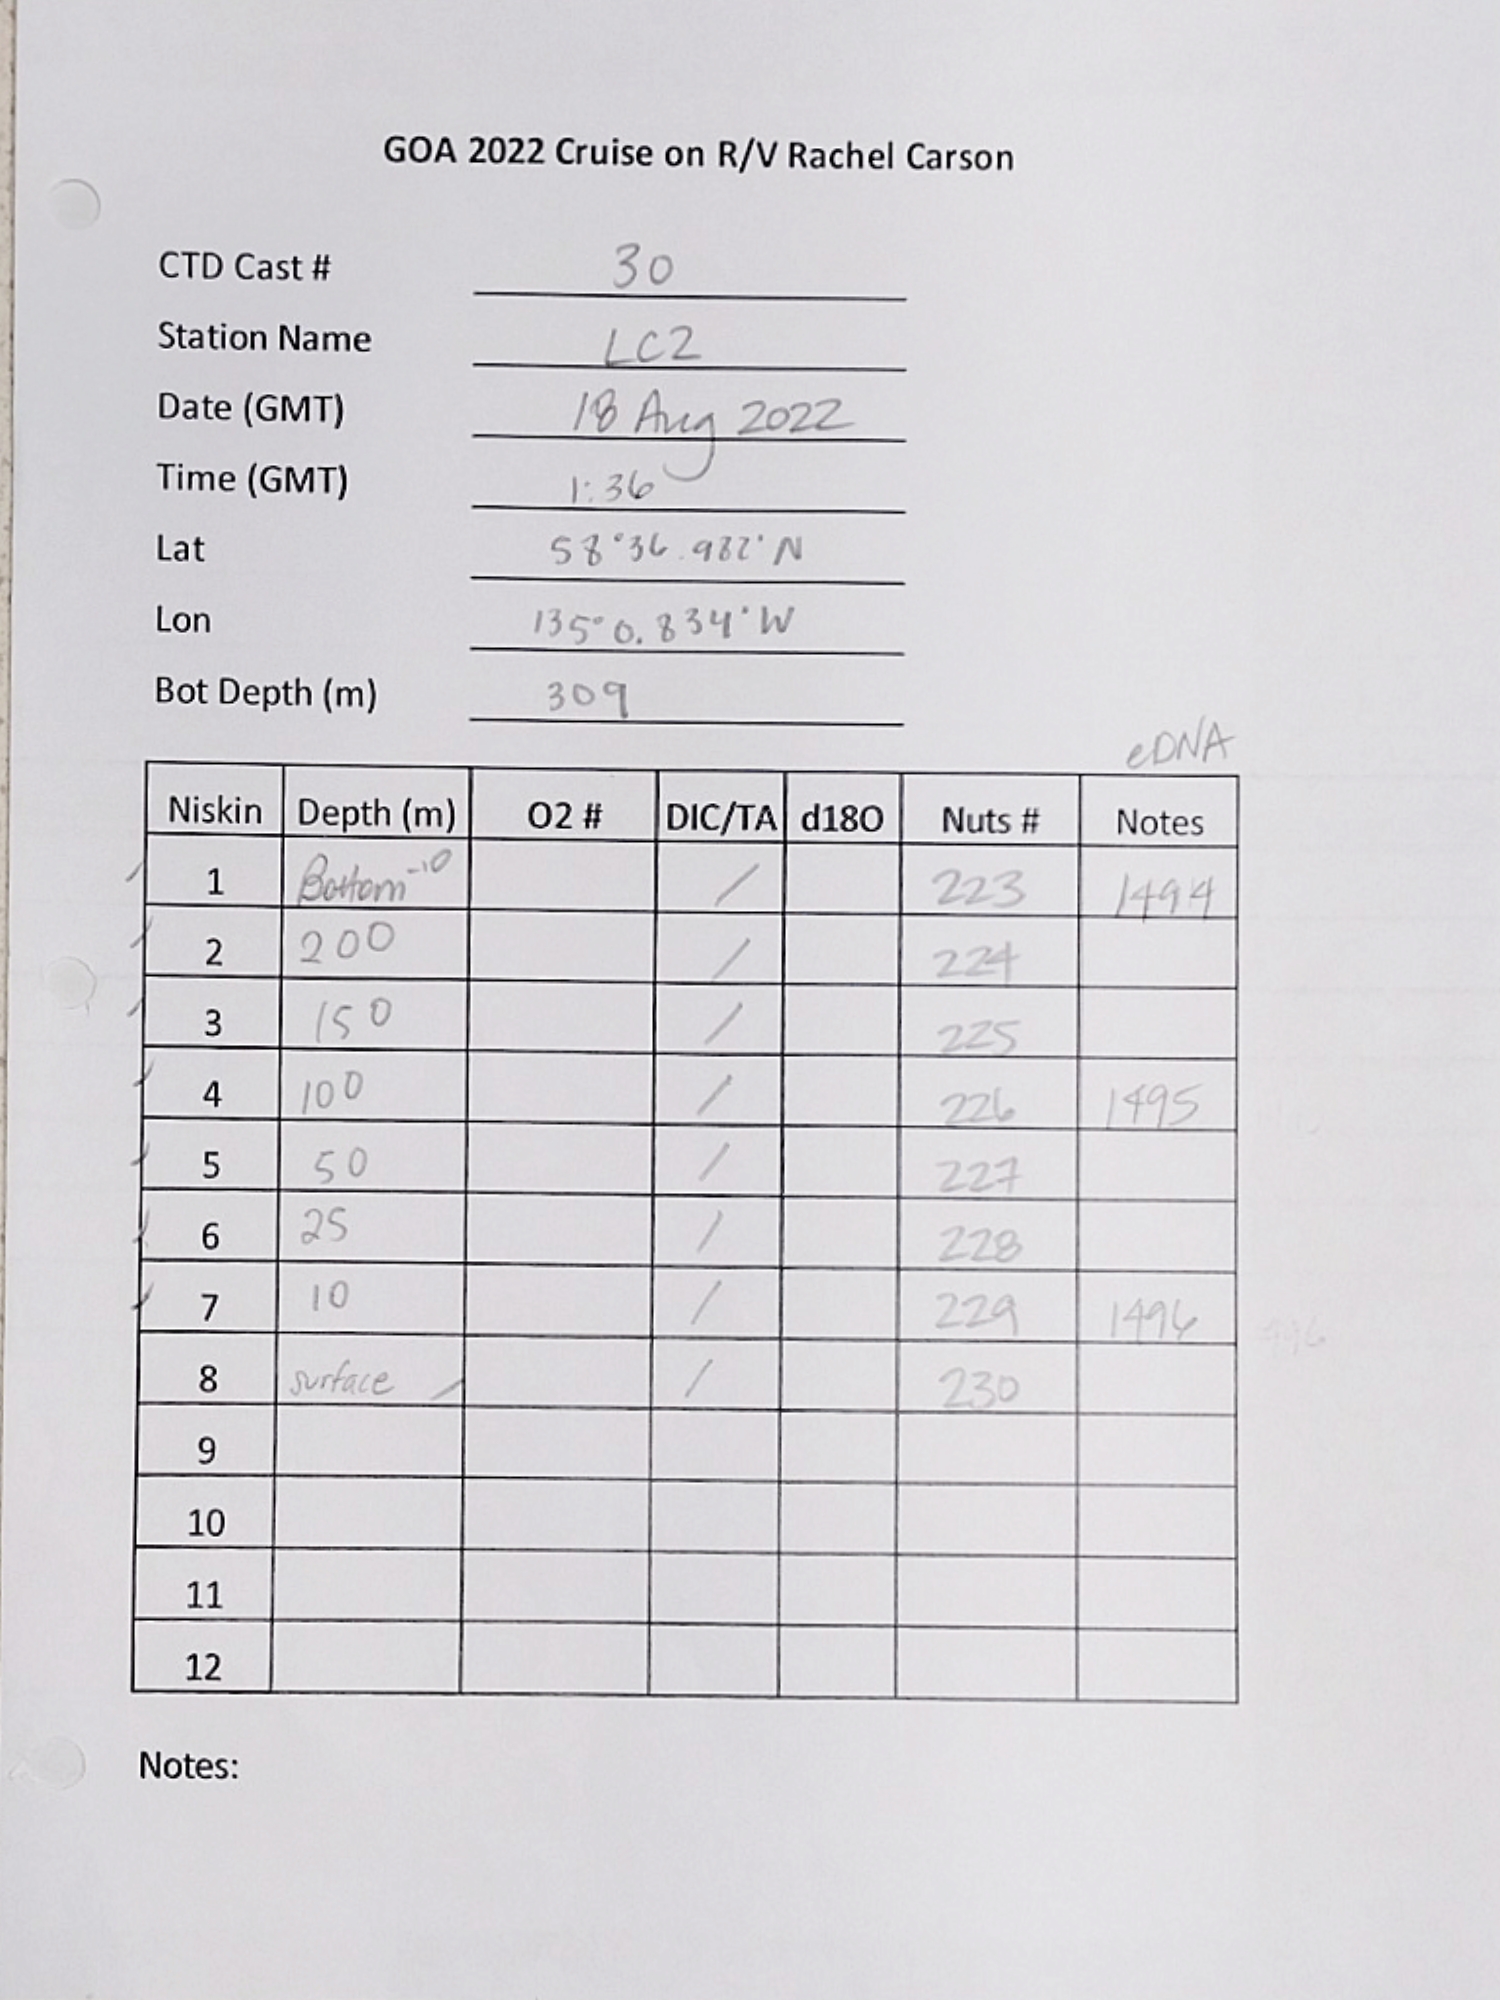 GOA 2022 Cruise on R/V Rachel Carson
CTD Cast # 30
Station Name LC2
Date (GMT) 18 Aug 2022
Time (GMT) 1:36
Lat 58°36.982'N
Lon 135°0.834'W
Bot Depth (m) 309
eDNA
Niskin Depth (m) O2 # DIC/TA d18O Nuts # Notes
1 Bottom-10 / 223 1494
2 200 / 224
3 150 / 225
4 100 / 226 1495
5 50 / 227
6 25 / 228
7 10 / 229 1496
8 surface / 230
9
10
11
12
Notes: